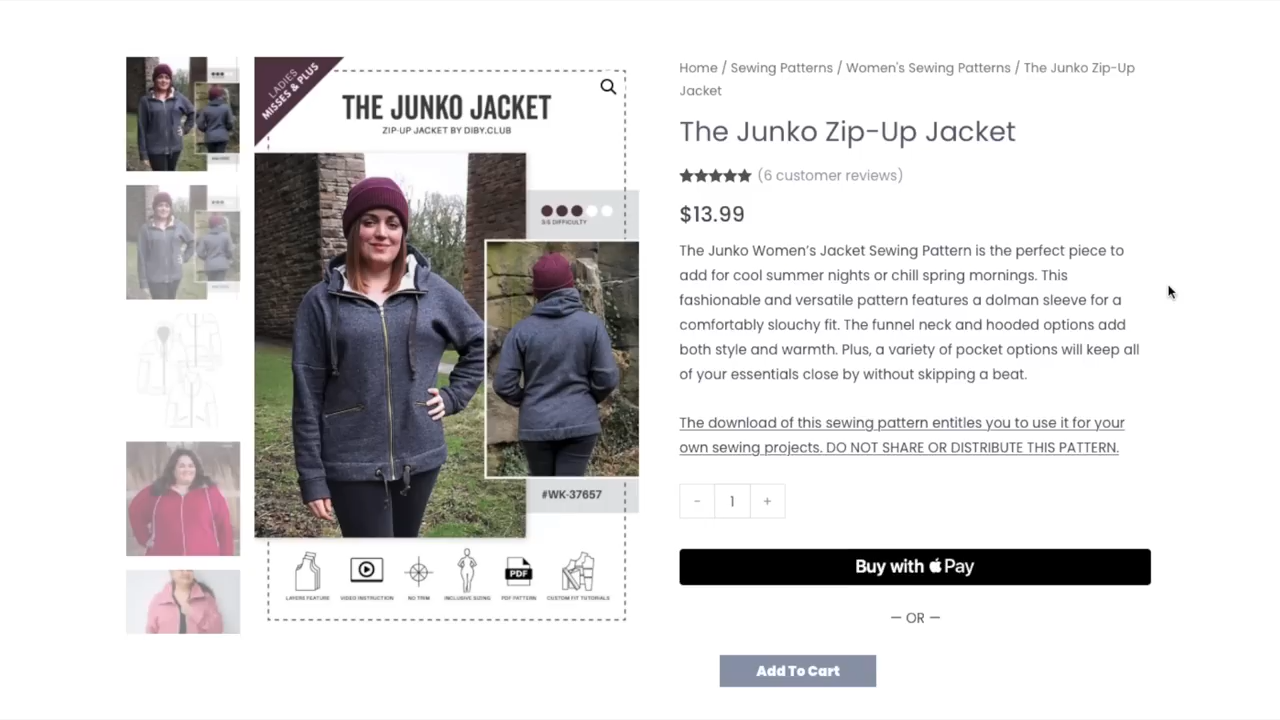 LADIES
MISSES & PLUS
THE JUNKO JACKET
ZIP-UP JACKET BY DIBY.CLUB
3/5 DIFFICULTY
#WK-37657
LAYERS FEATURE
VIDEO INSTRUCTION
NO TRIM
INCLUSIVE SIZING
PDF
PDF PATTERN
CUSTOM FIT TUTORIALS
Home / Sewing Patterns / Women's Sewing Patterns / The Junko Zip-Up
Jacket
The Junko Zip-Up Jacket
(6 customer reviews)
$13.99
The Junko Women's Jacket Sewing Pattern is the perfect piece to
add for cool summer nights or chill spring mornings. This
fashionable and versatile pattern features a dolman sleeve for a
comfortably slouchy fit. The funnel neck and hooded options add
both style and warmth. Plus, a variety of pocket options will keep all
of your essentials close by without skipping a beat.
The download of this sewing pattern entitles you to use it for your
own sewing projects. DO NOT SHARE OR DISTRIBUTE THIS PATTERN.
- 1 +
Buy with Pay
— OR —
Add To Cart